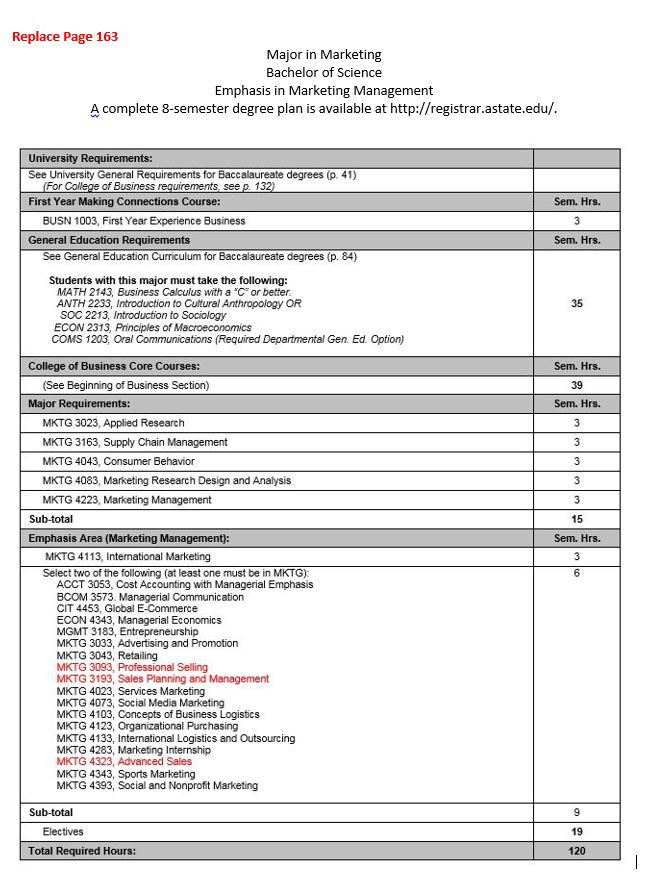 Replace Page 163
Major in Marketing
Bachelor of Science
Emphasis in Marketing Management
A complete 8-semester degree plan is available at http://registrar.astate.edu/.
University Requirements:
See University General Requirements for Baccalaureate degrees (p. 41)
(For College of Business requirements, see p. 132)
First Year Making Connections Course: Sem. Hrs.
BUSN 1003, First Year Experience Business 3
General Education Requirements Sem. Hrs.
See General Education Curriculum for Baccalaureate degrees (p. 84)
Students with this major must take the following:
MATH 2143, Business Calculus with a "C" or better.
ANTH 2233, Introduction to Cultural Anthropology OR
SOC 2213, Introduction to Sociology
ECON 2313, Principles of Macroeconomics
COMS 1203, Oral Communications (Required Departmental Gen. Ed. Option)
35
College of Business Core Courses: Sem. Hrs.
(See Beginning of Business Section) 39
Major Requirements: Sem. Hrs.
MKTG 3023, Applied Research 3
MKTG 3163, Supply Chain Management 3
MKTG 4043, Consumer Behavior 3
MKTG 4083, Marketing Research Design and Analysis 3
MKTG 4223, Marketing Management 3
Sub-total 15
Emphasis Area (Marketing Management): Sem. Hrs.
MKTG 4113, International Marketing 3
Select two of the following (at least one must be in MKTG): 6
ACCT 3053, Cost Accounting with Managerial Emphasis
BCOM 3573. Managerial Communication
CIT 4453, Global E-Commerce
ECON 4343, Managerial Economics
MGMT 3183, Entrepreneurship
MKTG 3033, Advertising and Promotion
MKTG 3043, Retailing
MKTG 3093, Professional Selling
MKTG 3193, Sales Planning and Management
MKTG 4023, Services Marketing
MKTG 4073, Social Media Marketing
MKTG 4103, Concepts of Business Logistics
MKTG 4123, Organizational Purchasing
MKTG 4133, International Logistics and Outsourcing
MKTG 4283, Marketing Internship
MKTG 4323, Advanced Sales
MKTG 4343, Sports Marketing
MKTG 4393, Social and Nonprofit Marketing
Sub-total 9
Electives 19
Total Required Hours: 120